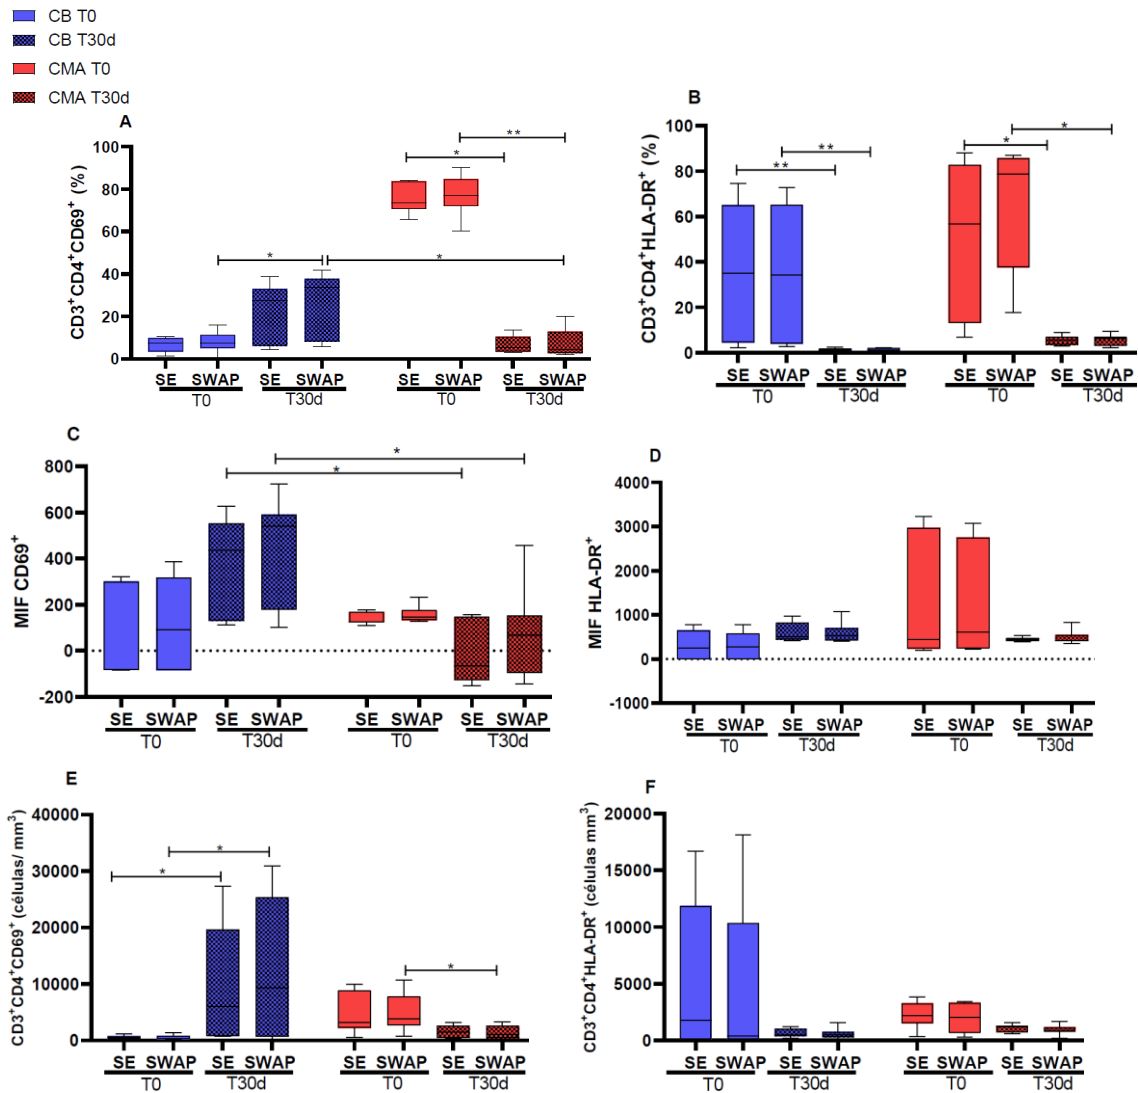 CB T0
CB T30d
CMA T0
CMA T30d
A
CD3+CD4+CD69+ (%)
100
80
60
40
20
0
*
*
*
**
SE SWAP SE SWAP SE SWAP SE SWAP
T0 T30d T0 T30d
B
CD3+CD4+HLA-DR+ (%)
100
80
60
40
20
0
**
**
*
*
SE SWAP SE SWAP SE SWAP SE SWAP
T0 T30d T0 T30d
C
MIF CD69+
800
600
400
200
0
-200
*
*
SE SWAP SE SWAP SE SWAP SE SWAP
T0 T30d T0 T30d
D
MIF HLA-DR+
4000
3000
2000
1000
0
-1000
SE SWAP SE SWAP SE SWAP SE SWAP
T0 T30d T0 T30d
E
CD3+CD4+CD69+ (células/ mm3)
40000
30000
20000
10000
0
*
*
*
SE SWAP SE SWAP SE SWAP SE SWAP
T0 T30d T0 T30d
F
CD3+CD4+HLA-DR+ (células mm3)
20000
15000
10000
5000
0
SE SWAP SE SWAP SE SWAP SE SWAP
T0 T30d T0 T30d